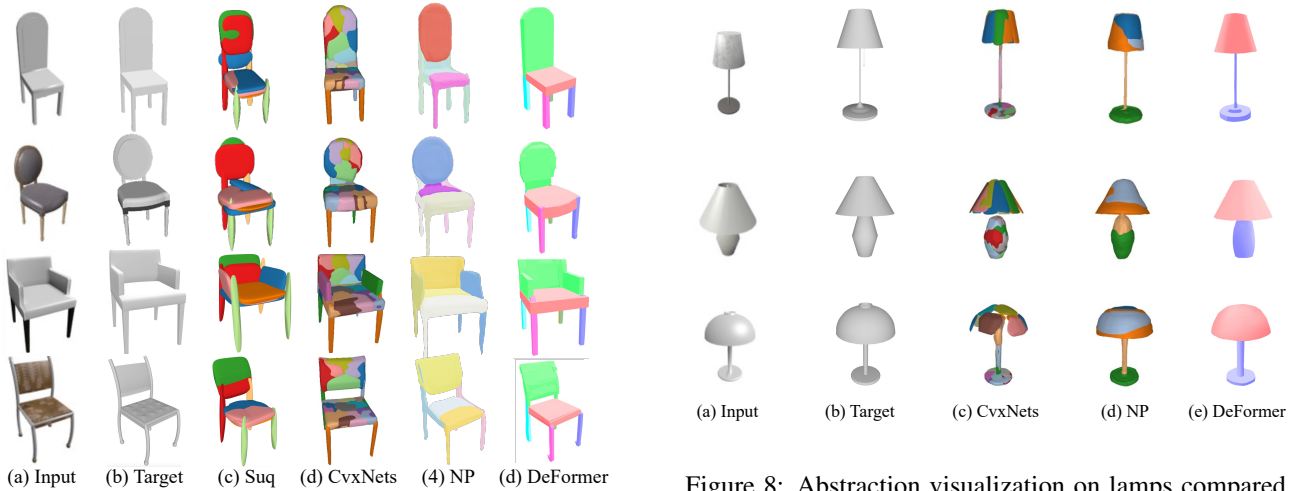 (a) Input (b) Target (c) Suq (d) CvxNets (4) NP (d) DeFormer
(a) Input (b) Target (c) CvxNets (d) NP (e) DeFormer
Figure 8: Abstraction visualization on lamps compared